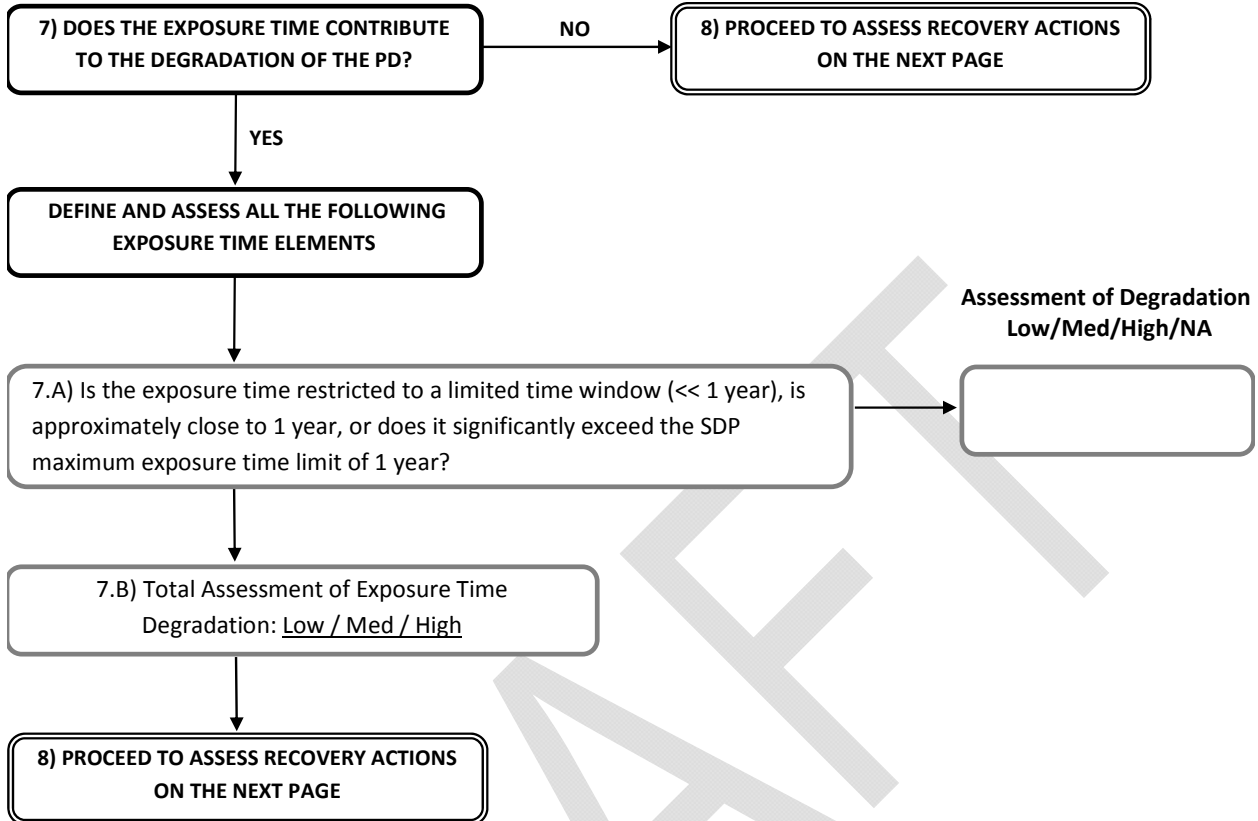 7) DOES THE EXPOSURE TIME CONTRIBUTE
TO THE DEGRADATION OF THE PD?
NO
8) PROCEED TO ASSESS RECOVERY ACTIONS
ON THE NEXT PAGE
YES
DEFINE AND ASSESS ALL THE FOLLOWING
EXPOSURE TIME ELEMENTS
Assessment of Degradation
Low/Med/High/NA
7.A) Is the exposure time restricted to a limited time window (<< 1 year), is
approximately close to 1 year, or does it significantly exceed the SDP
maximum exposure time limit of 1 year?
7.B) Total Assessment of Exposure Time
Degradation: Low / Med / High
8) PROCEED TO ASSESS RECOVERY ACTIONS
ON THE NEXT PAGE
AFT